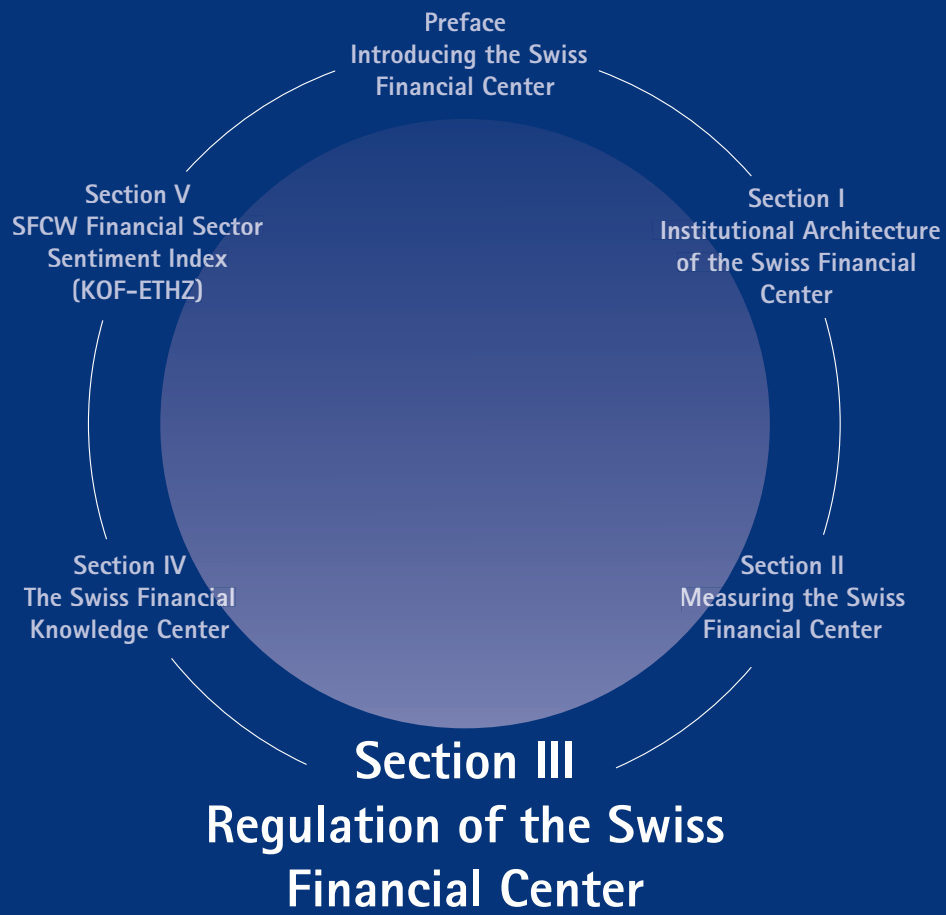 Preface
Introducing the Swiss
Financial Center
Section I
Institutional Architecture
of the Swiss Financial
Center
Section II
Measuring the Swiss
Financial Center
Section III
Regulation of the Swiss
Financial Center
Section IV
The Swiss Financial
Knowledge Center
Section V
SFCW Financial Sector
Sentiment Index
(KOF-ETHZ)